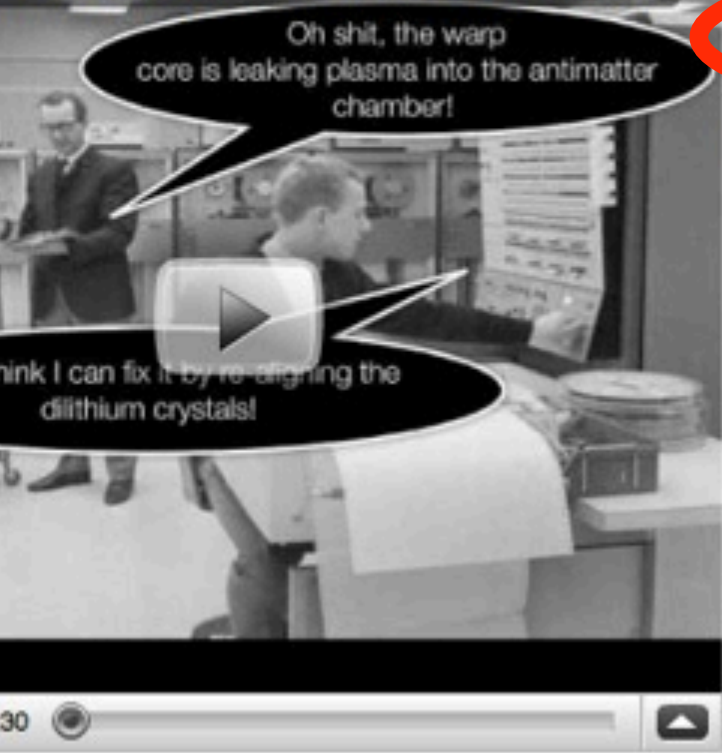 Oh shit, the warp
core is leaking plasma into the antimatter
chamber!
hink I can fix it by re-aligning the
dilithium crystals!
30